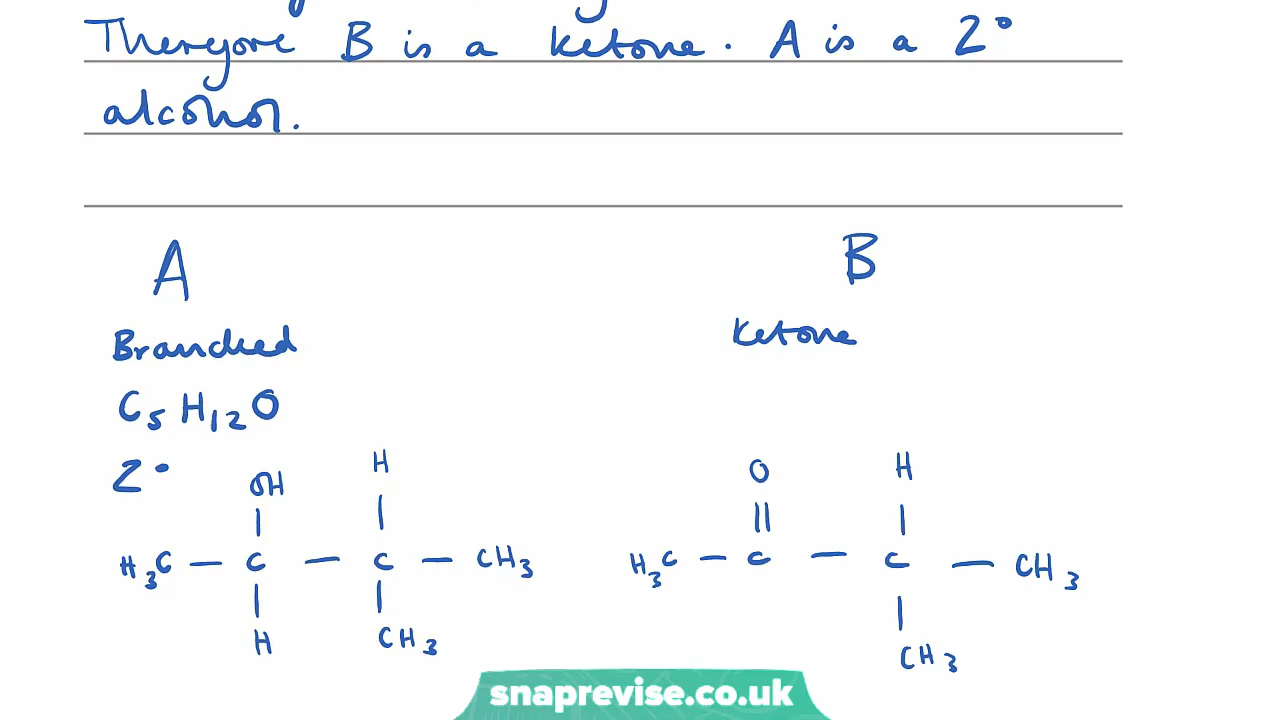 Therefore B is a ketone. A is a 2°
alcohol.
A
B
Branched
Ketone
C5H12O
2°
OH
H
O
H
H3C — C — C — CH3
H3C — C — C — CH3
H
CH3
CH3
snaprevise.co.uk